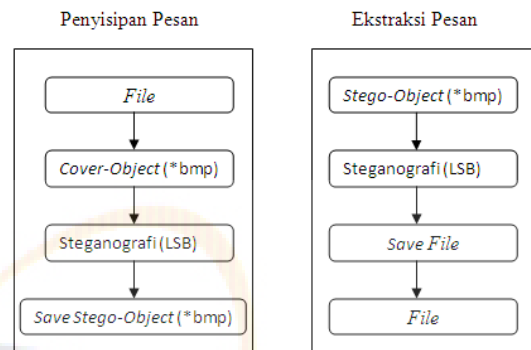 Penyisipan Pesan
File
Cover-Object (*bmp)
Steganografi (LSB)
Save Stego-Object (*bmp)
Ekstraksi Pesan
Stego-Object (*bmp)
Steganografi (LSB)
Save File
File